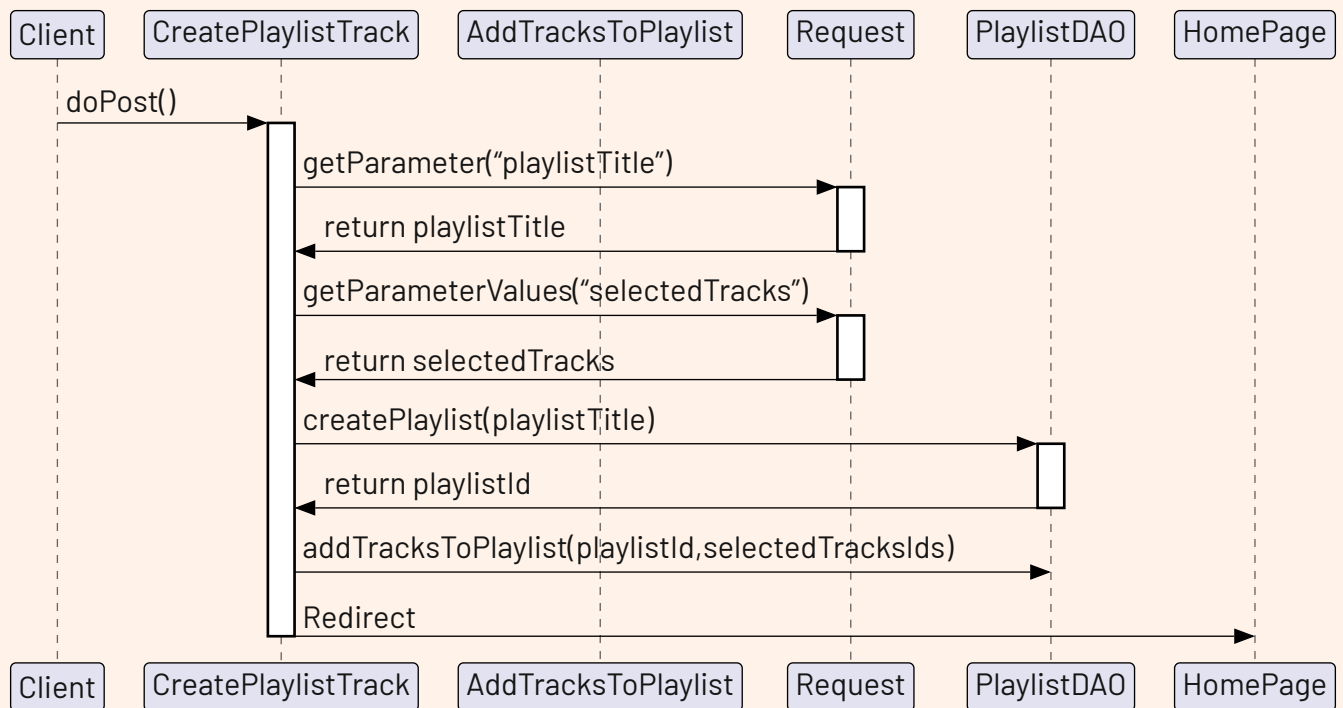 Client CreatePlaylistTrack AddTracksToPlaylist Request PlaylistDAO HomePage
doPost()
getParameter(“playlistTitle”)
return playlistTitle
getParameterValues(“selectedTracks”)
return selectedTracks
createPlaylist(playlistTitle)
return playlistId
addTracksToPlaylist(playlistId,selectedTracksIds)
Redirect
Client CreatePlaylistTrack AddTracksToPlaylist Request PlaylistDAO HomePage